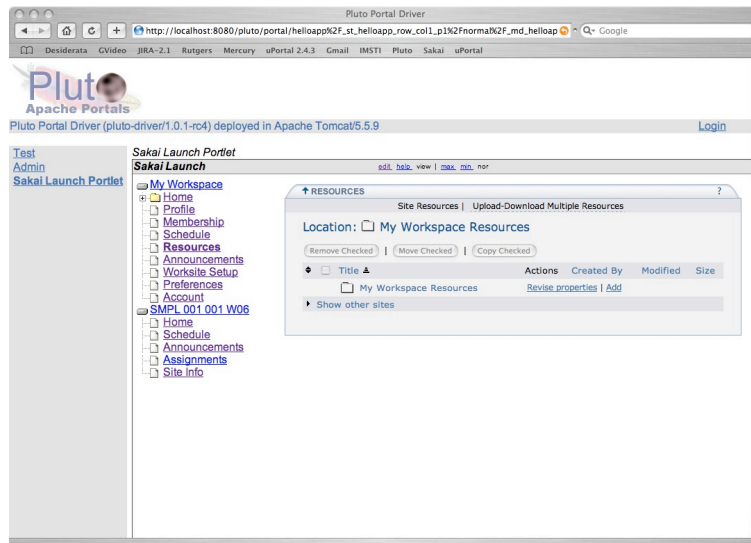 Pluto Portal Driver
http://localhost:8080/pluto/portal/helloapp%2F_st_helloapp_row_col1_p1%2Fnormal%2F_md_helloap
Google
Desiderata GVideo JIRA-2.1 Rutgers Mercury uPortal 2.4.3 Gmail IMSTI Pluto Sakai uPortal
Pluto
Apache Portals
Pluto Portal Driver (pluto-driver/1.0.1-rc4) deployed in Apache Tomcat/5.5.9 Login
Test
Admin
Sakai Launch Portlet
Sakai Launch Portlet
Sakai Launch edit help view | max min nor
My Workspace
Home
Profile
Membership
Schedule
Resources
Announcements
Worksite Setup
Preferences
Account
SMPL 001 001 W06
Home
Schedule
Announcements
Assignments
Site Info
RESOURCES ?
Site Resources | Upload-Download Multiple Resources
Location: My Workspace Resources
Remove Checked | Move Checked | Copy Checked
Title Actions Created By Modified Size
My Workspace Resources Revise properties | Add
Show other sites